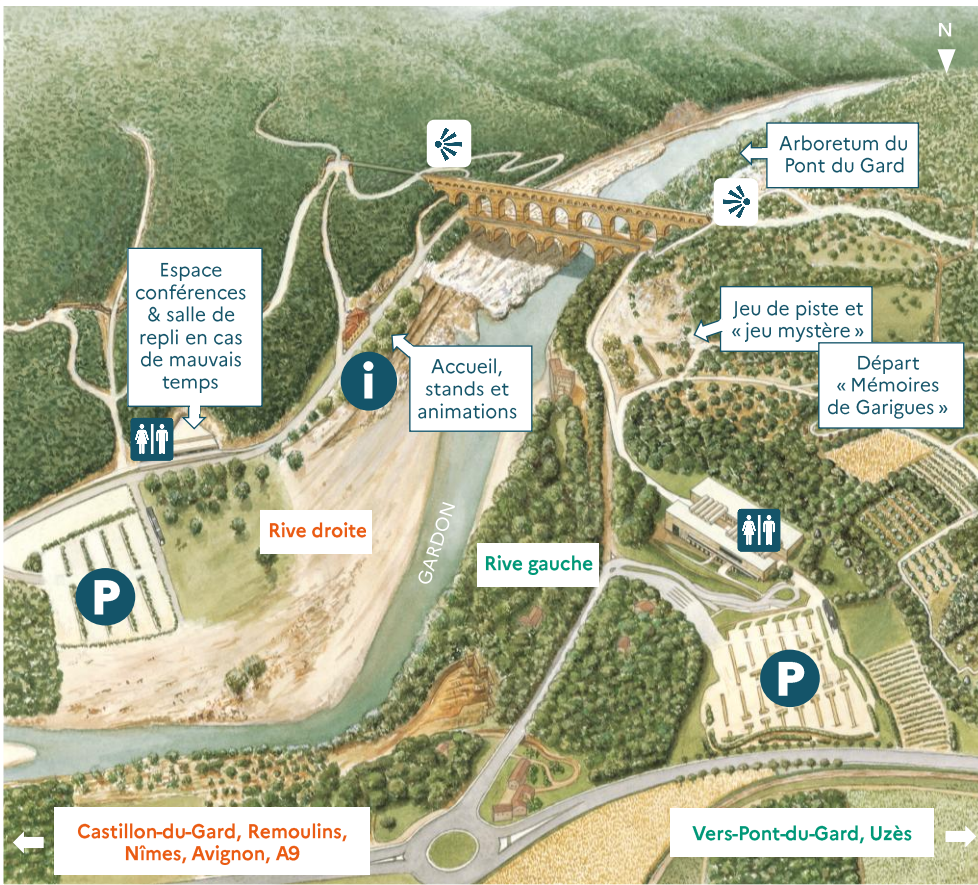 N
Arboretum du
Pont du Gard
Espace
conférences
& salle de
repli en cas
de mauvais
temps
Jeu de piste et
« jeu mystère »
Accueil,
stands et
animations
i
Départ
« Mémoires
de Garigues »
Rive droite
GARDON
Rive gauche
P
P
Castillon-du-Gard, Remoulins,
Nîmes, Avignon, A9
Vers-Pont-du-Gard, Uzès